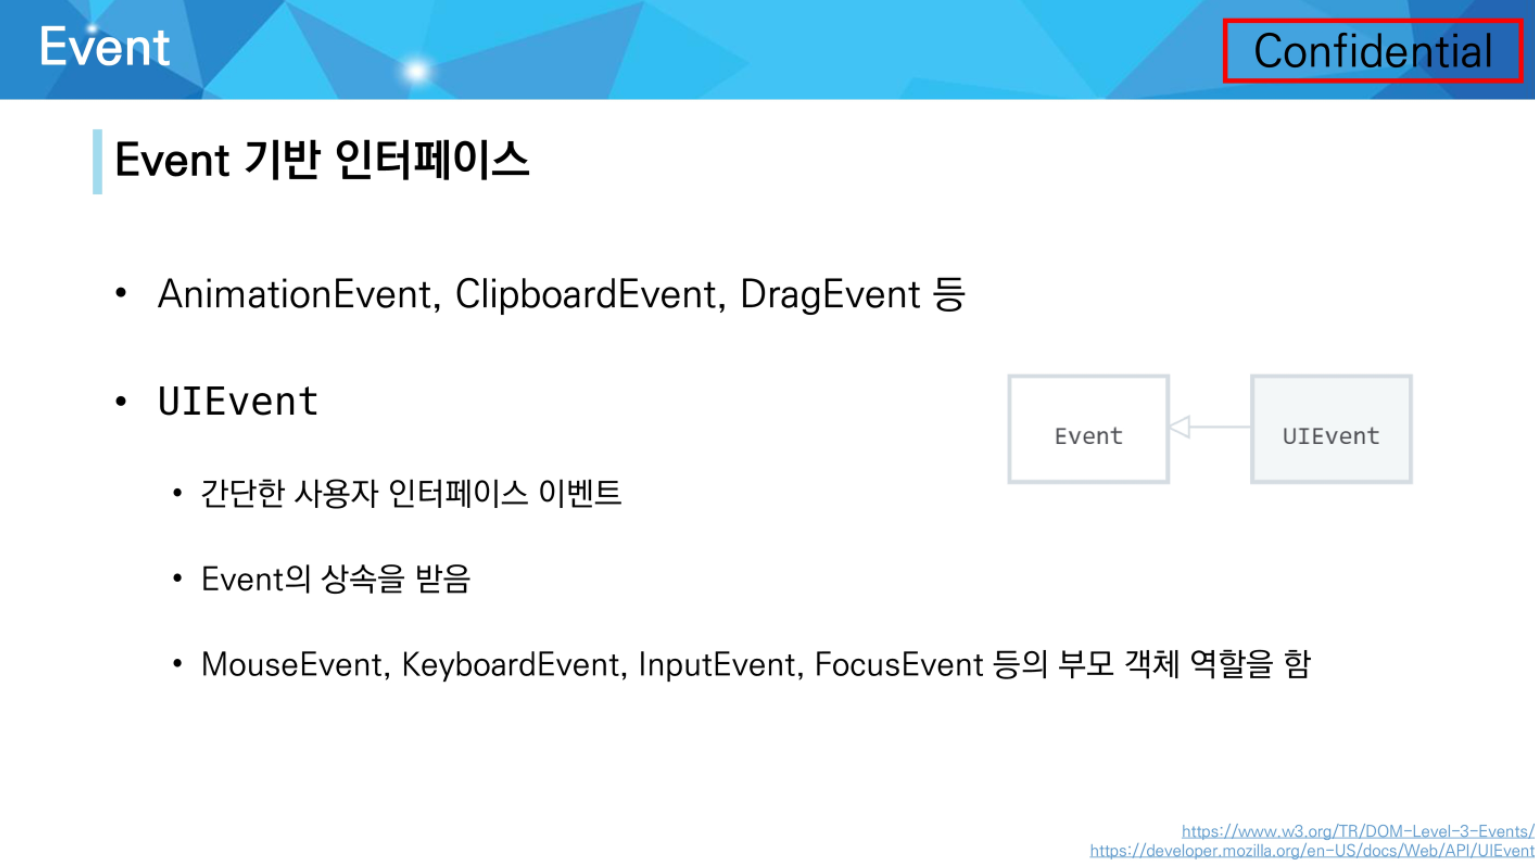 Event
Confidential
Event 기반 인터페이스
• AnimationEvent, ClipboardEvent, DragEvent 등
• UIEvent
Event
UIEvent
• 간단한 사용자 인터페이스 이벤트
• Event의 상속을 받음
• MouseEvent, KeyboardEvent, InputEvent, FocusEvent 등의 부모 객체 역할을 함
https://www.w3.org/TR/DOM-Level-3-Events/
https://developer.mozilla.org/en-US/docs/Web/API/UIEvent